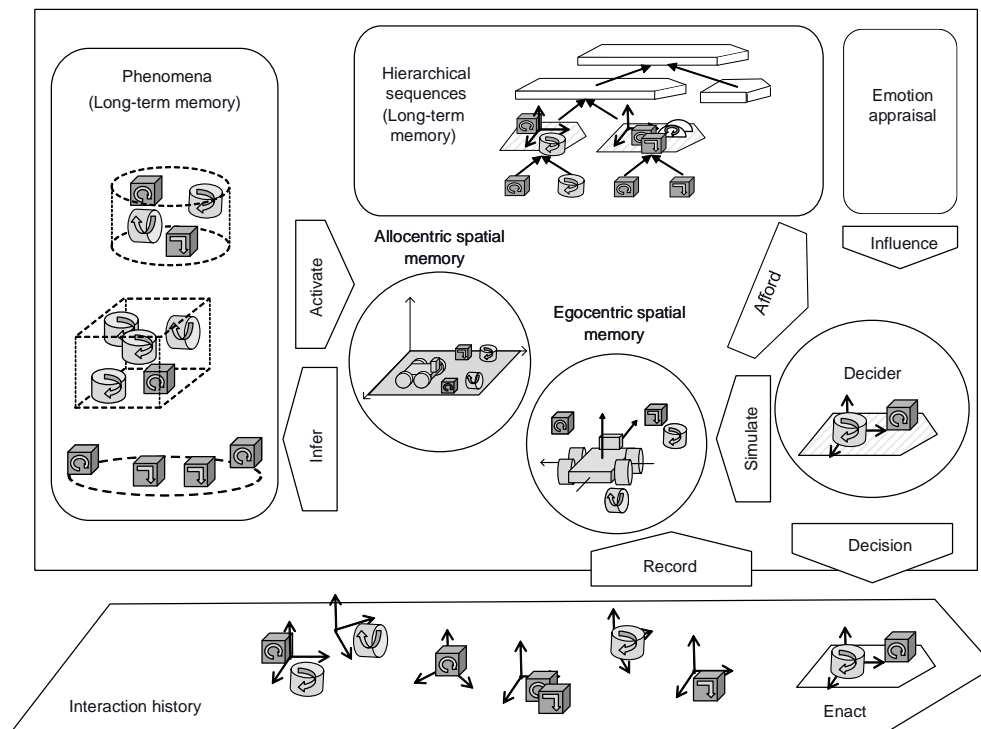 Phenomena
(Long-term memory)
Hierarchical
sequences
(Long-term
memory)
Emotion
appraisal
Influence
Activate
Allocentric spatial
memory
Egocentric spatial
memory
Afford
Infer
Simulate
Decider
Record
Decision
Interaction history
Enact